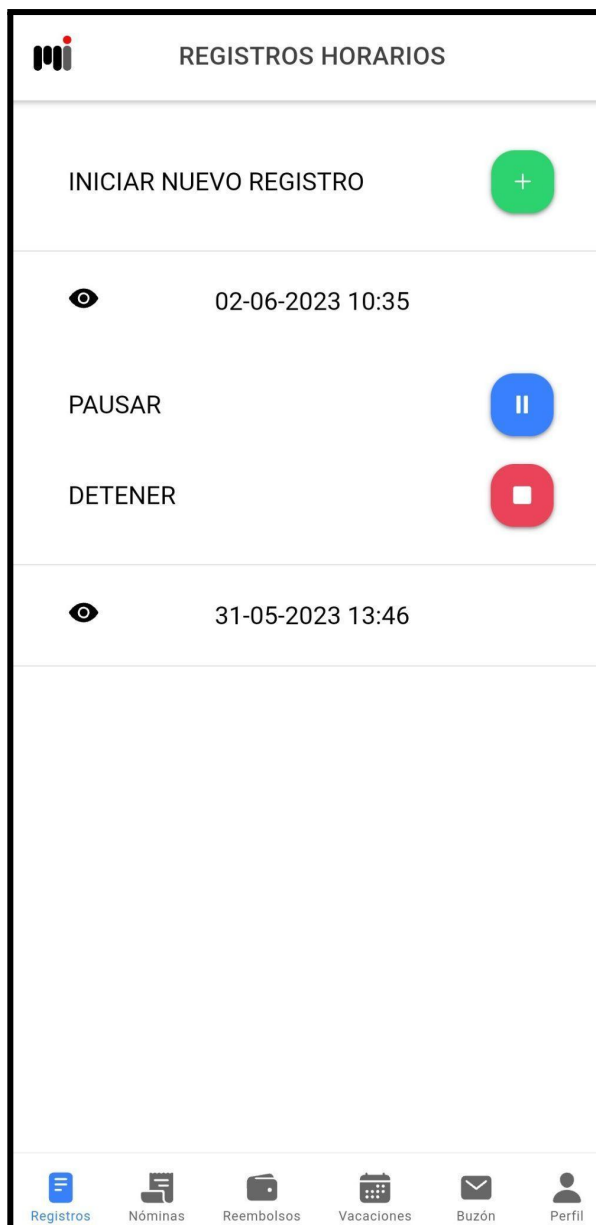 mi
REGISTROS HORARIOS
INICIAR NUEVO REGISTRO
02-06-2023 10:35
PAUSAR
DETENER
31-05-2023 13:46
Registros Nóminas Reembolsos Vacaciones Buzón Perfil